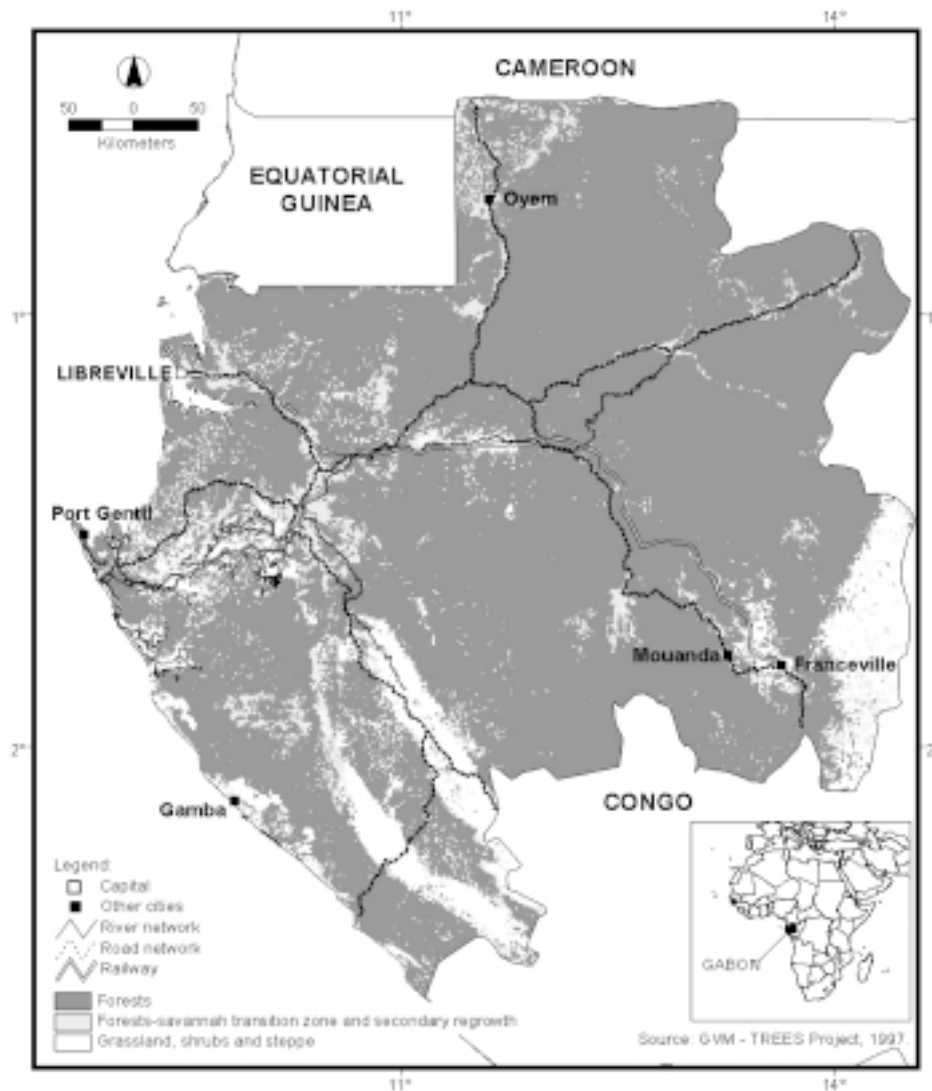 11°
14°
CAMEROON
50
0
50
Kilometers
EQUATORIAL
GUINEA
Oyem
1°
1
LIBREVILLE
Port Gentil
Mouanda
Franceville
2°
2
CONGO
Gamba
Legend:
Capital
Other cities
River network
Road network
Railway
Forests
Forests-savannah transition zone and secondary regrowth
Grassland, shrubs and steppe
GABON
Source: GVM - TREES Project, 1997.
11°
14°